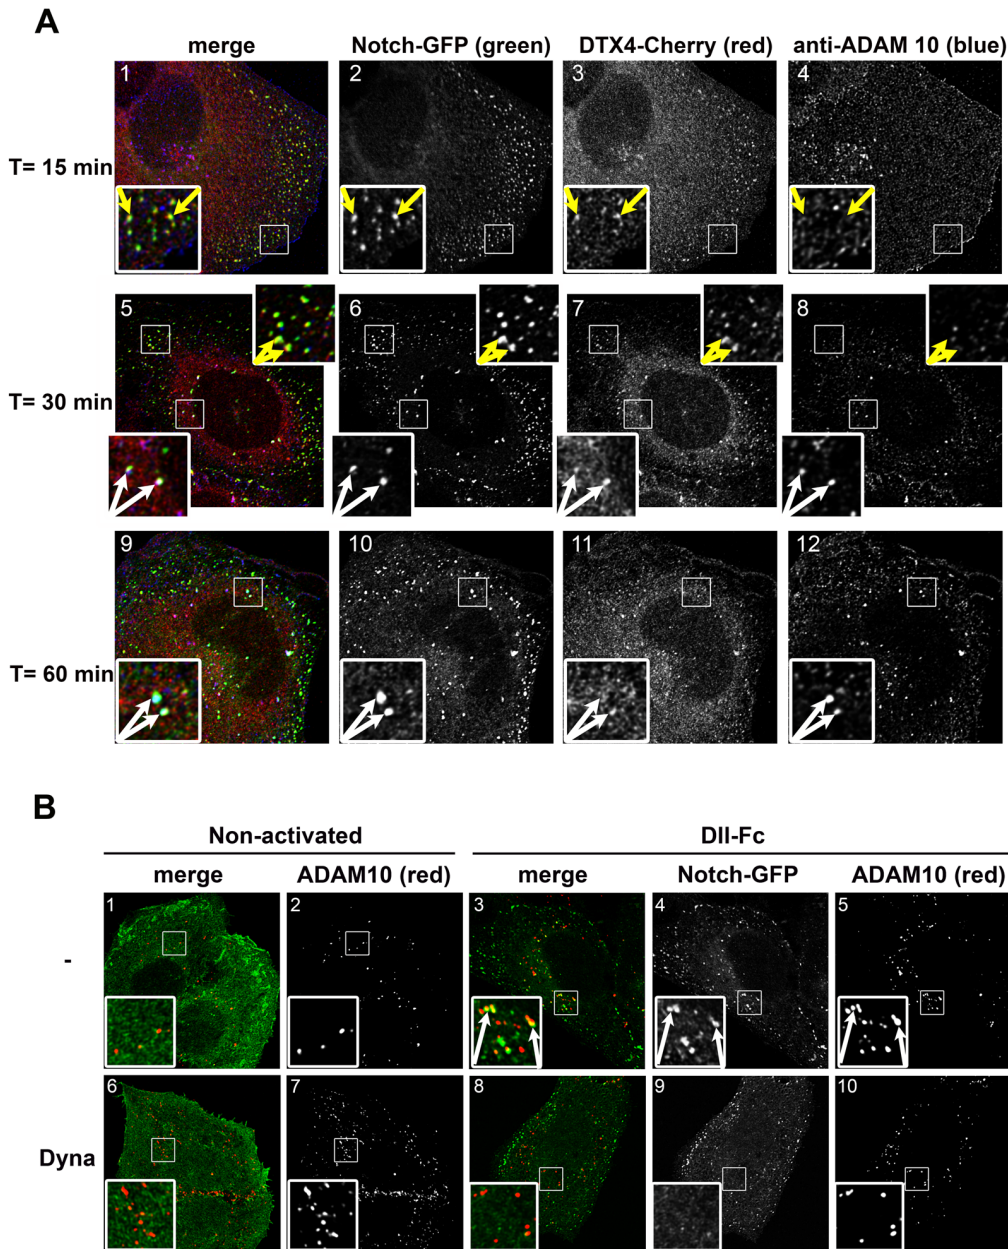 A
merge Notch-GFP (green) DTX4-Cherry (red) anti-ADAM 10 (blue)
T= 15 min 1 2 3 4
T= 30 min 5 6 7 8
T= 60 min 9 10 11 12
B
Non-activated Dll-Fc
merge ADAM10 (red) merge Notch-GFP ADAM10 (red)
- 1 2 3 4 5
Dyna 6 7 8 9 10